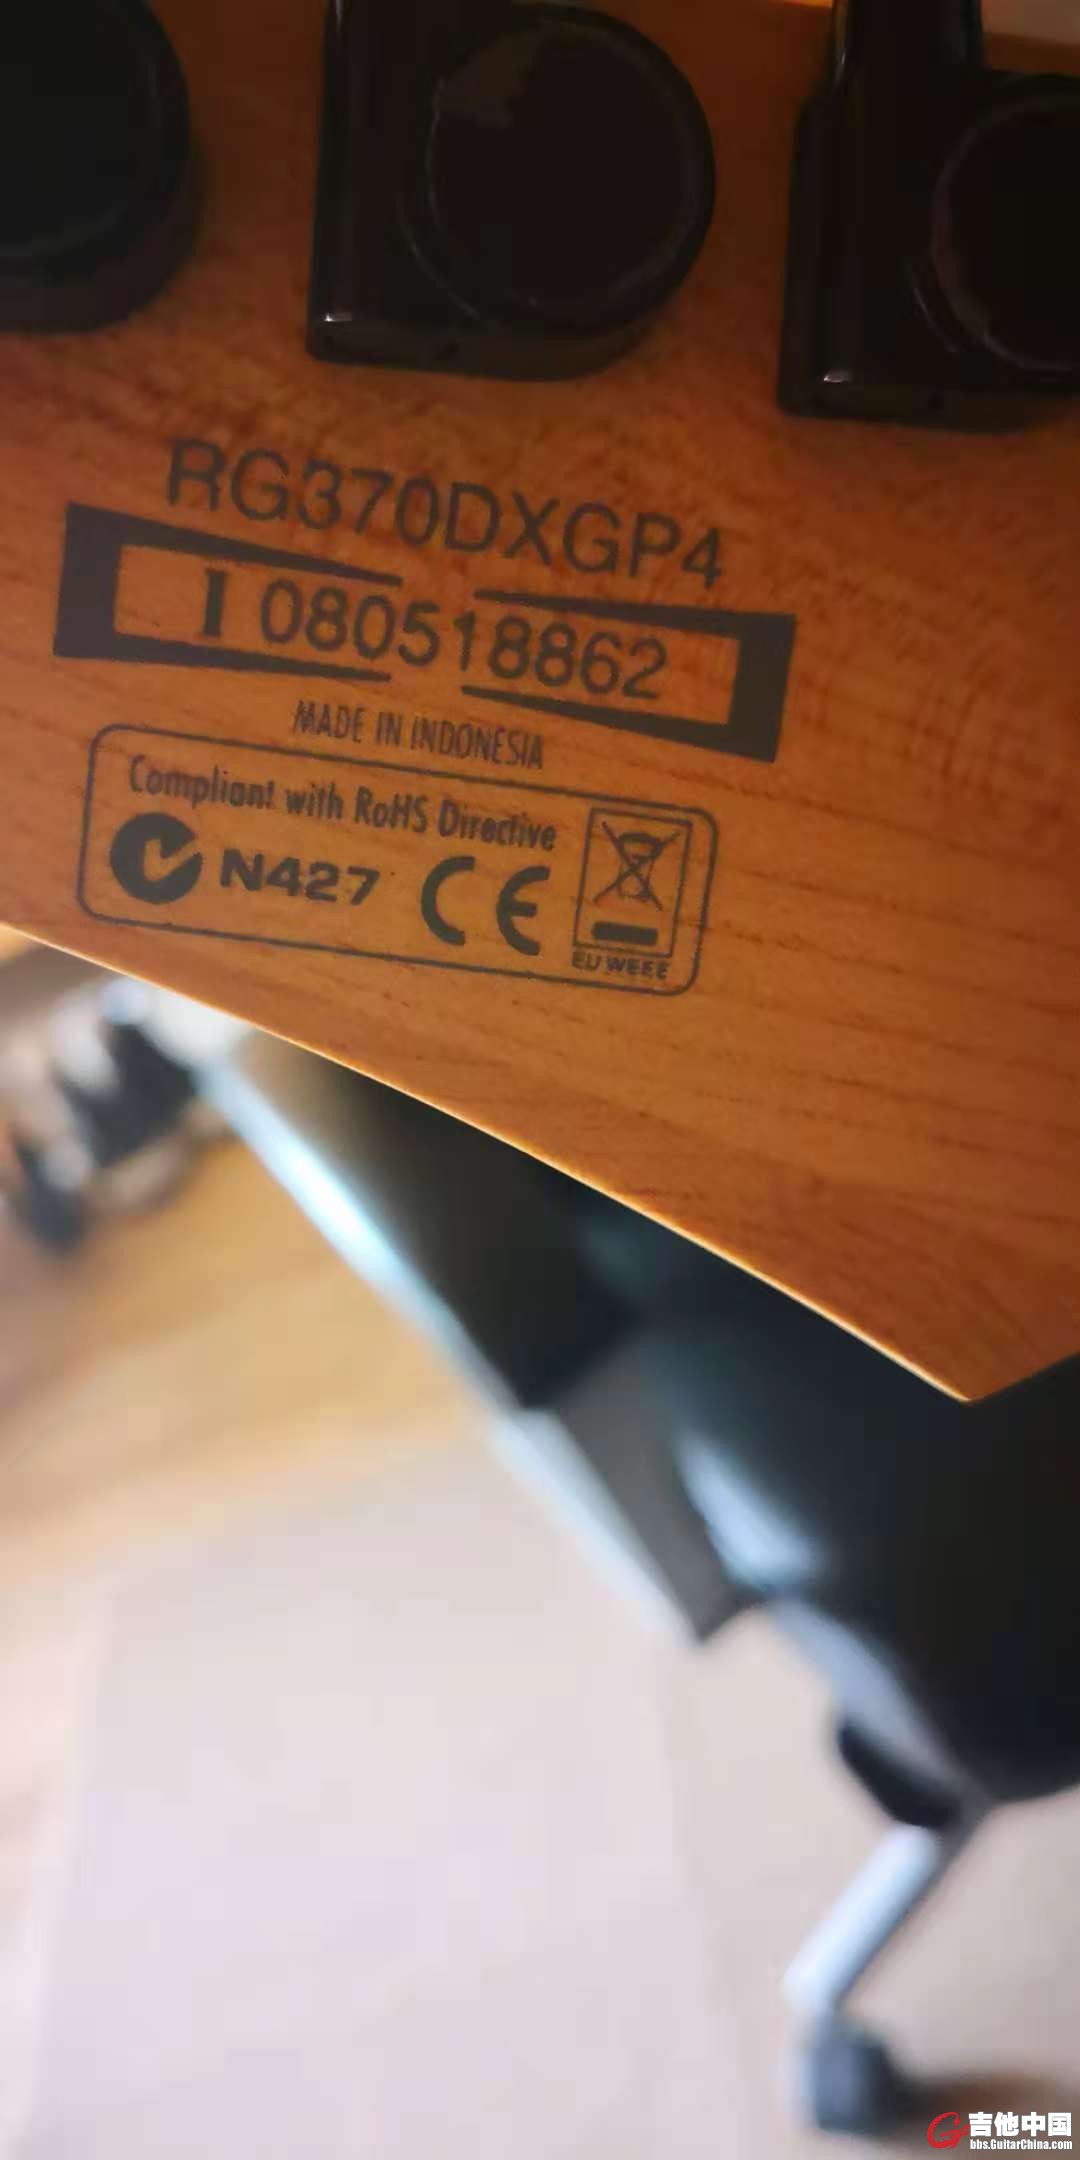 RG370DXGP4
I 080518862
MADE IN INDONESIA
Compliant with RoHS Directive
N427 CE
EU WEEE
吉他中国
bbs.GuitarChina.com